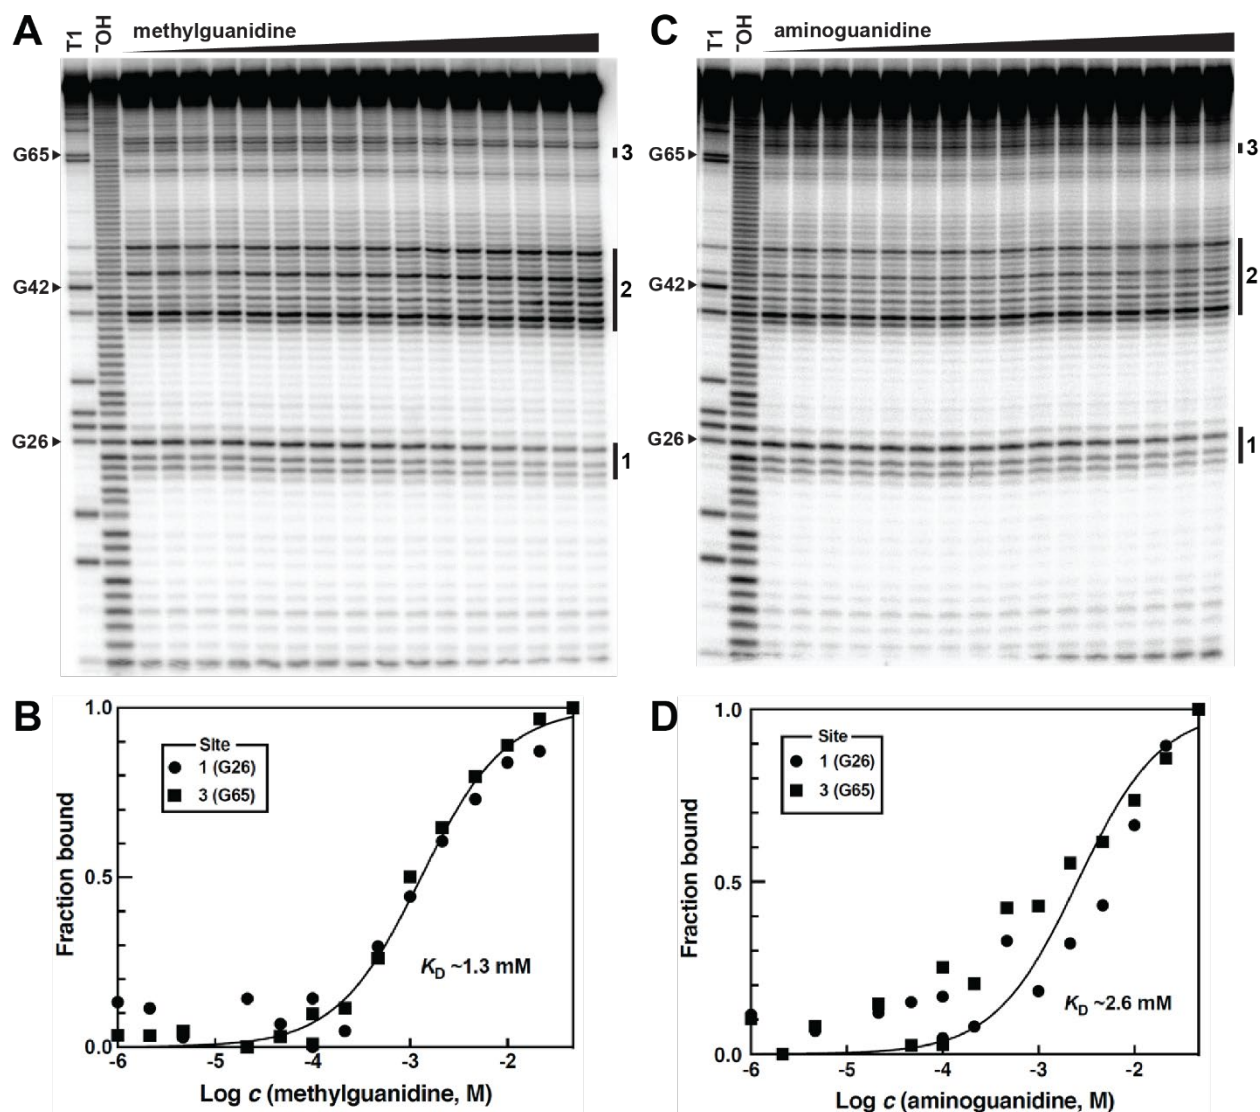 A
T1
⁻OH
methylguanidine
G65
G42
G26
3
2
1
C
T1
⁻OH
aminoguanidine
G65
G42
G26
3
2
1
B
1.0
0.5
0.0
Fraction bound
Site
1 (G26)
3 (G65)
KD ~1.3 mM
-6
-5
-4
-3
-2
Log c (methylguanidine, M)
D
1.0
0.5
0.0
Fraction bound
Site
1 (G26)
3 (G65)
KD ~2.6 mM
-6
-5
-4
-3
-2
Log c (aminoguanidine, M)